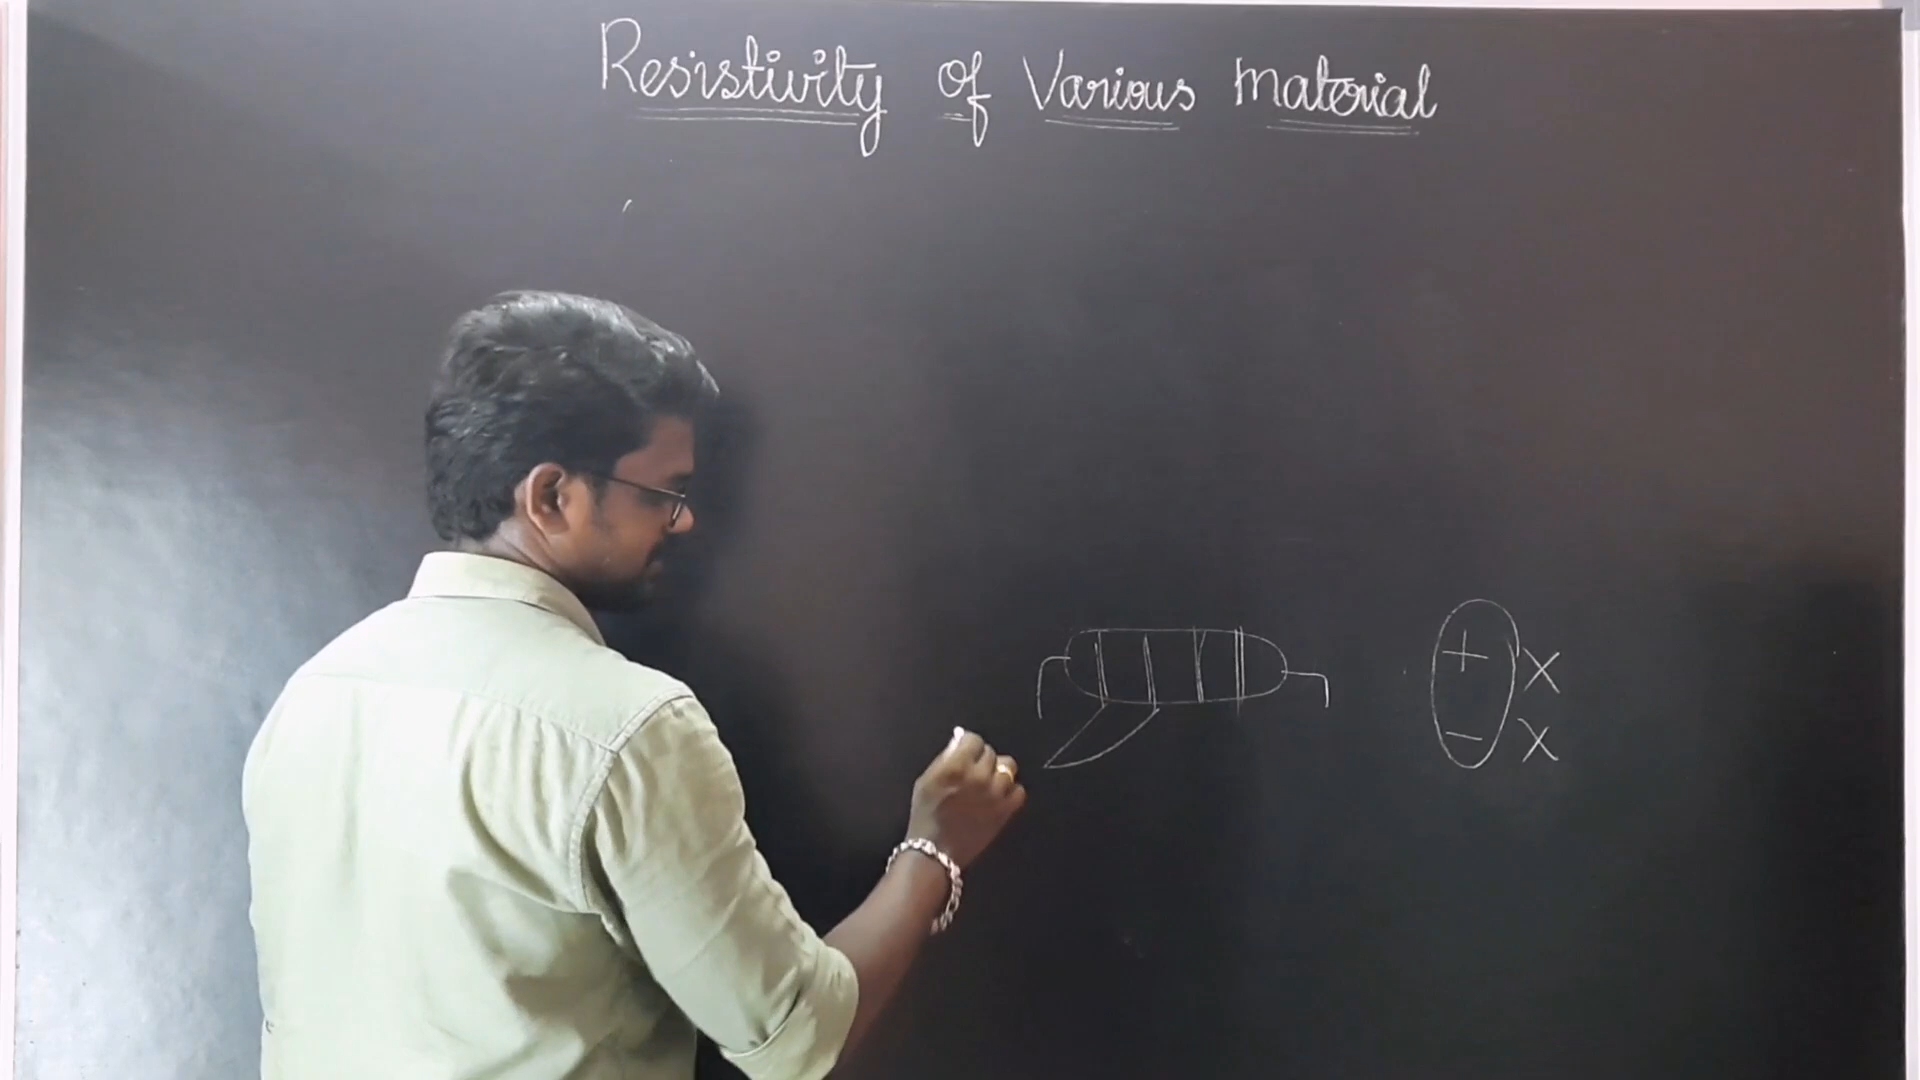 Resistivity of Various Material
+ X
− X